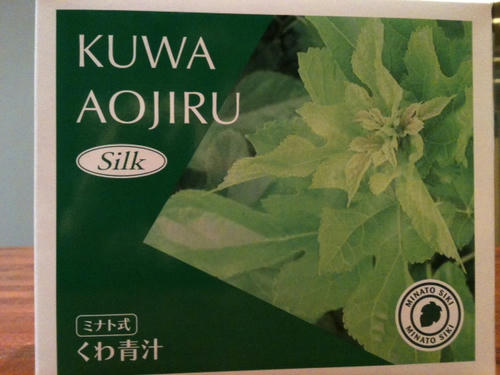 KUWA
AOJIRU
Silk
ミナト式
くわ青汁
MINATO SIKI
MINATO SIKI